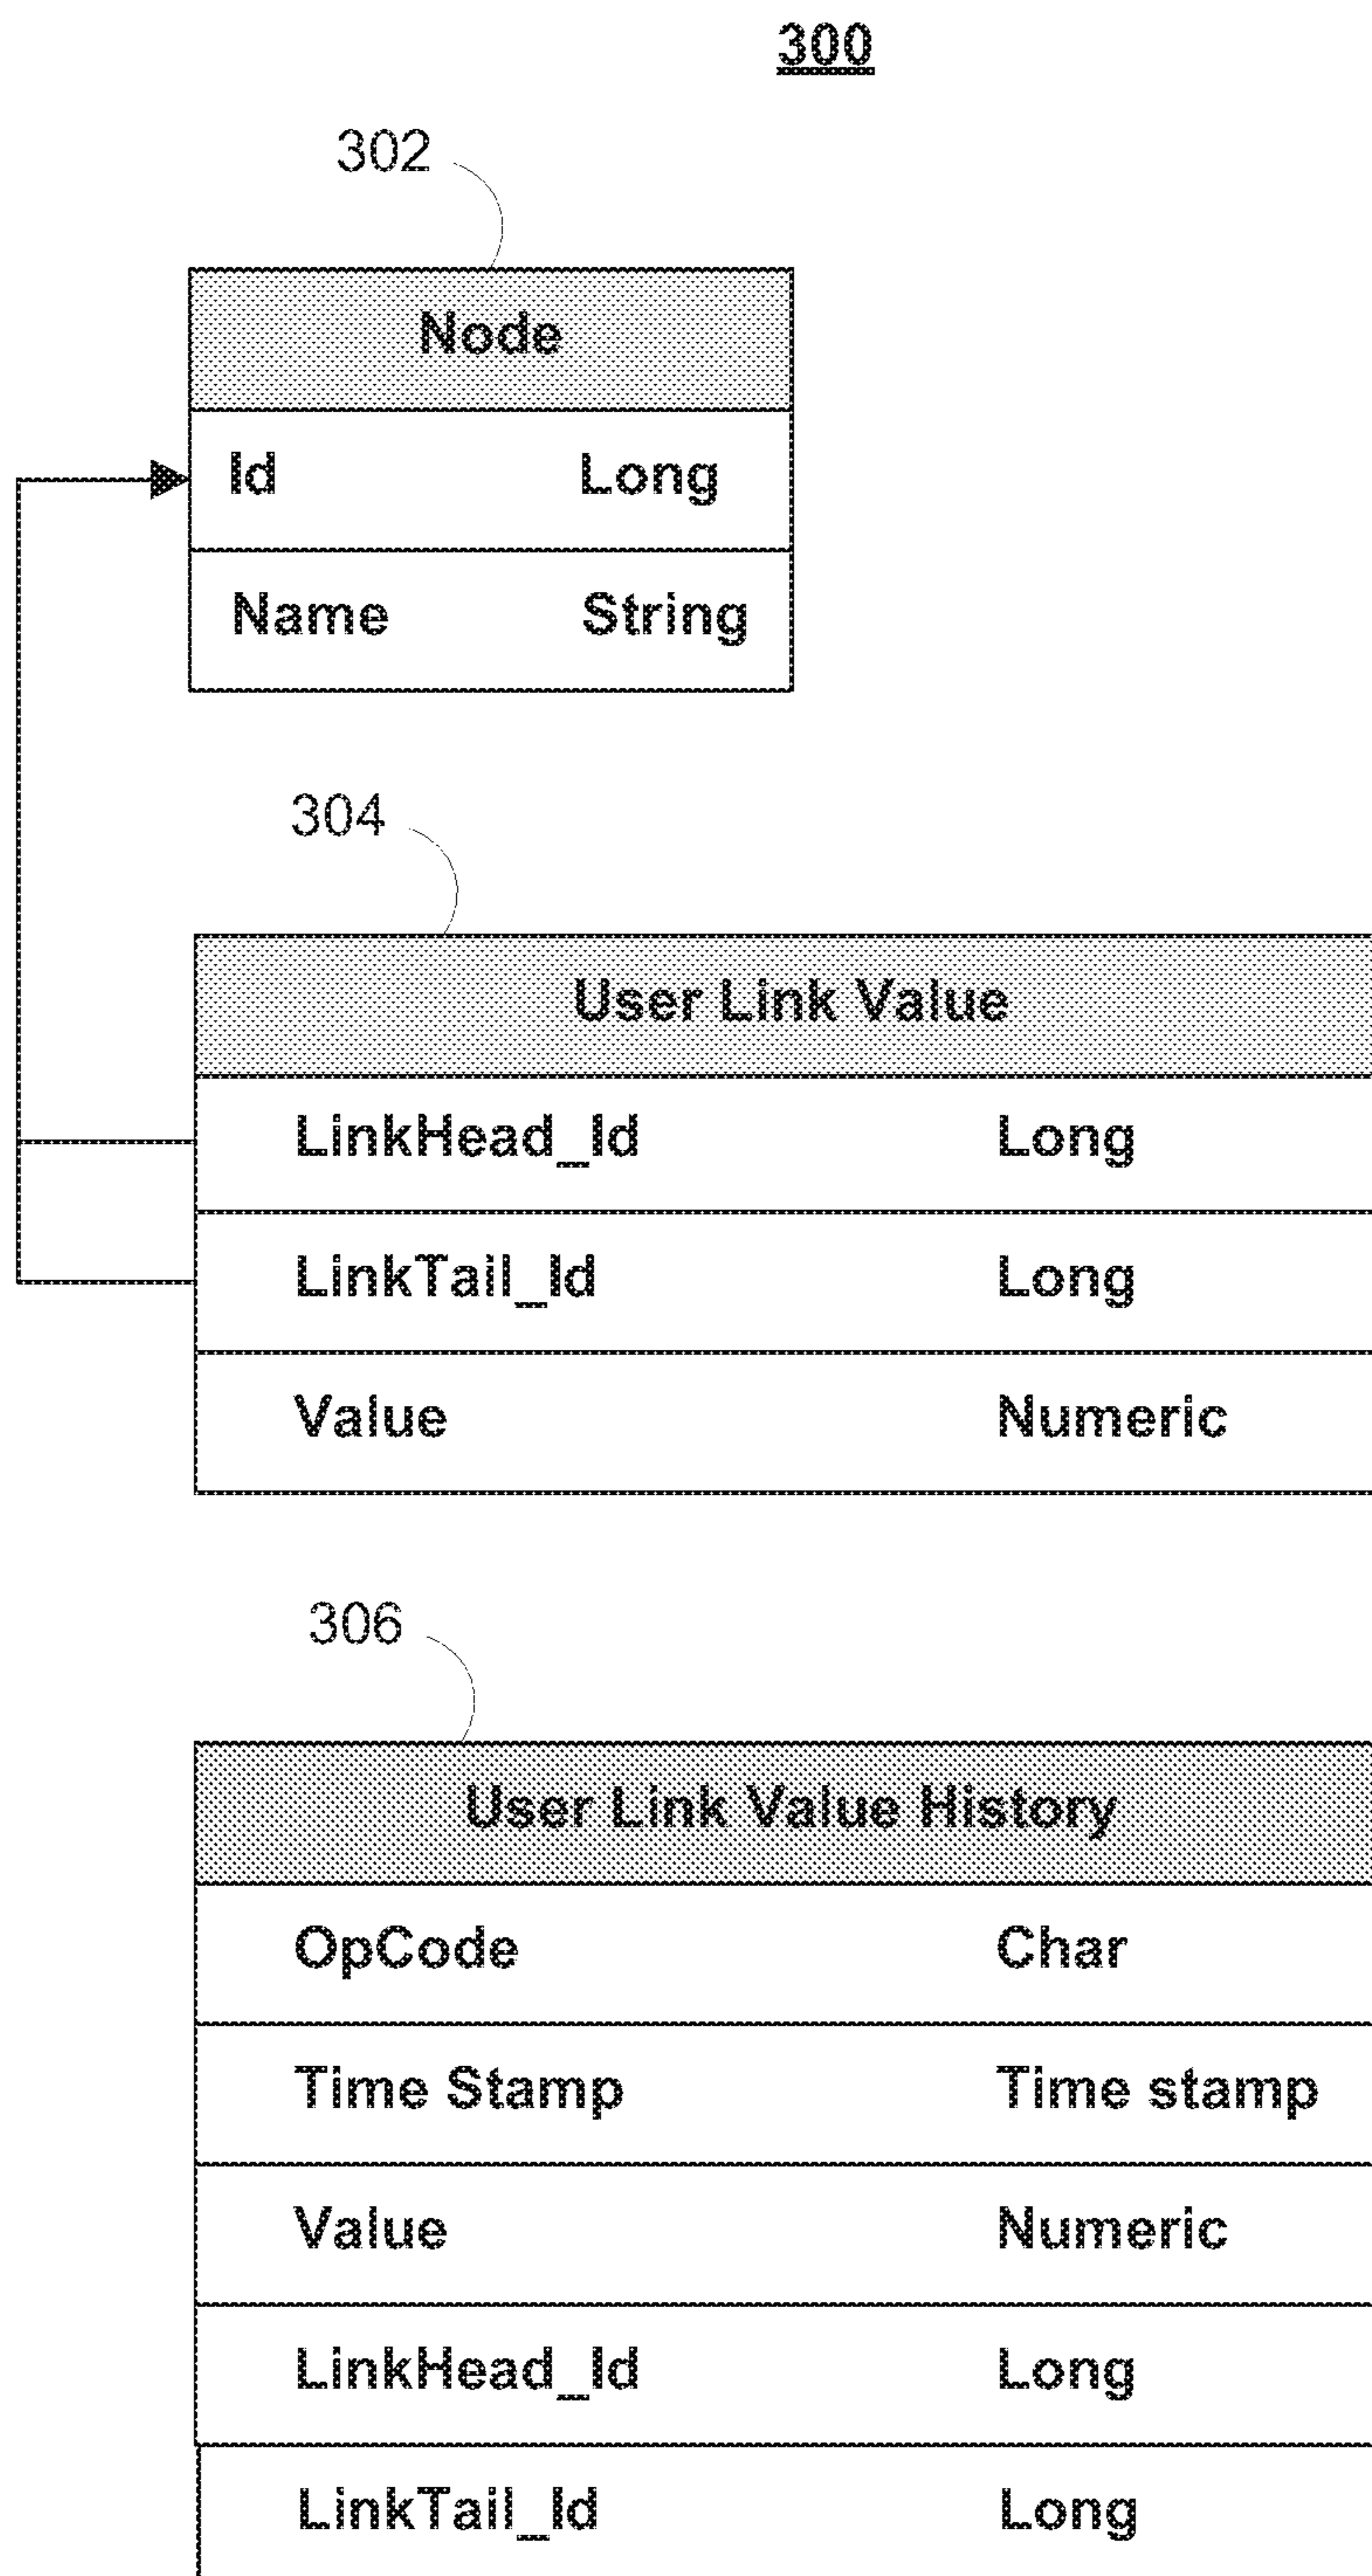 300
302
Node
Id Long
Name String
304
User Link Value
LinkHead_Id Long
LinkTail_Id Long
Value Numeric
306
User Link Value History
OpCode Char
Time Stamp Time stamp
Value Numeric
LinkHead_Id Long
LinkTail_Id Long